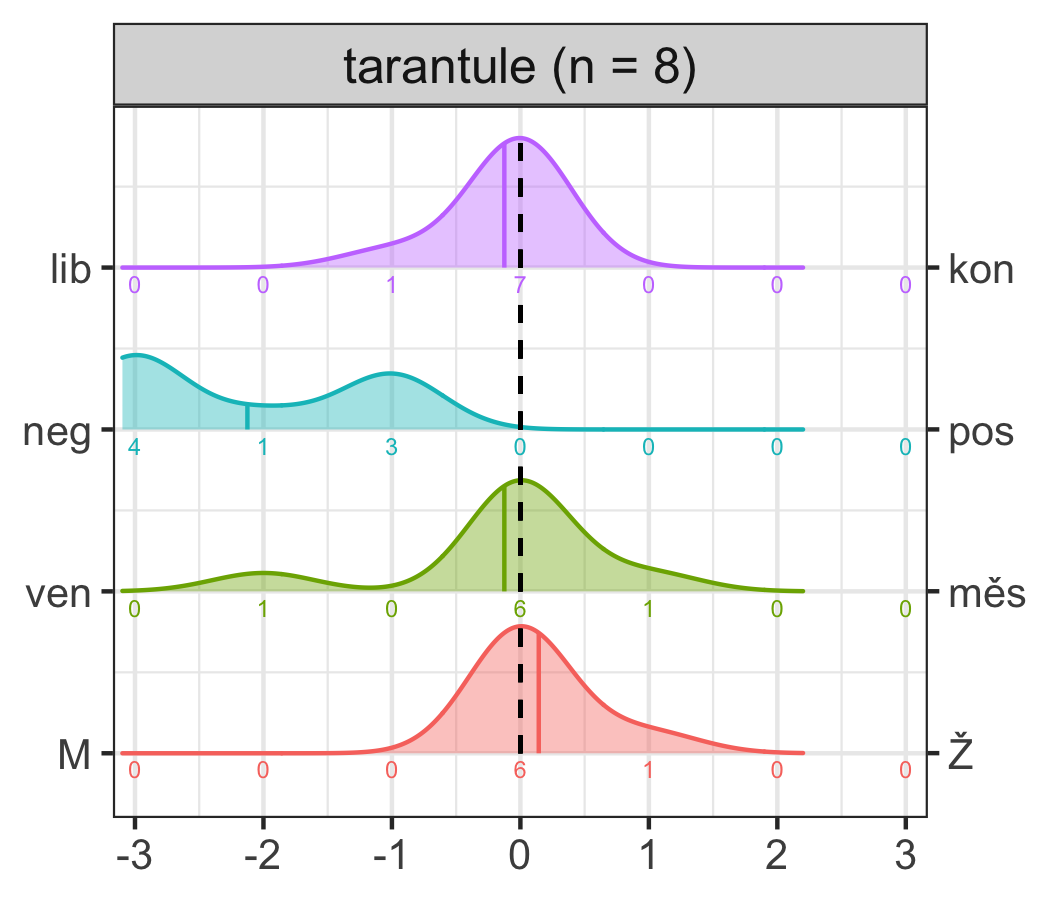 tarantule (n = 8)
lib kon
0 0 1 7 0 0 0
neg pos
4 1 3 0 0 0 0
ven měs
0 1 0 6 1 0 0
M Ž
0 0 0 6 1 0 0
-3 -2 -1 0 1 2 3